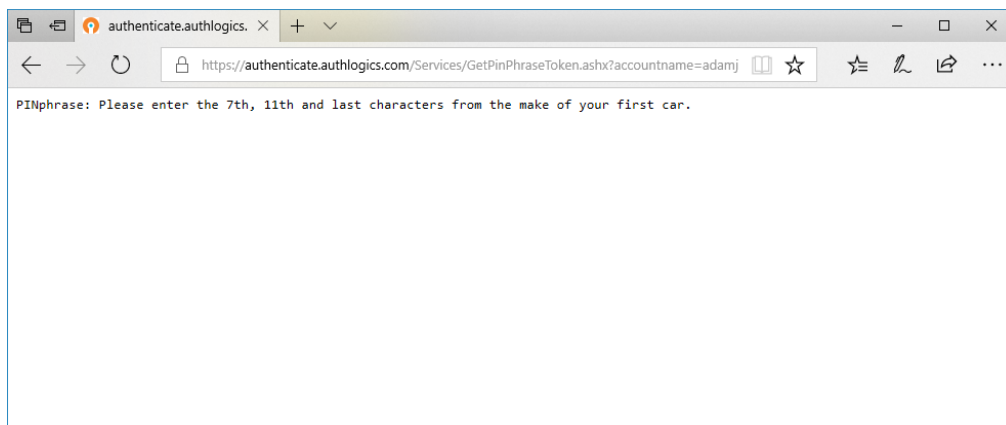 authenticate.authlogics.
https://authenticate.authlogics.com/Services/GetPinPhraseToken.ashx?accountname=adamj
PINphrase: Please enter the 7th, 11th and last characters from the make of your first car.